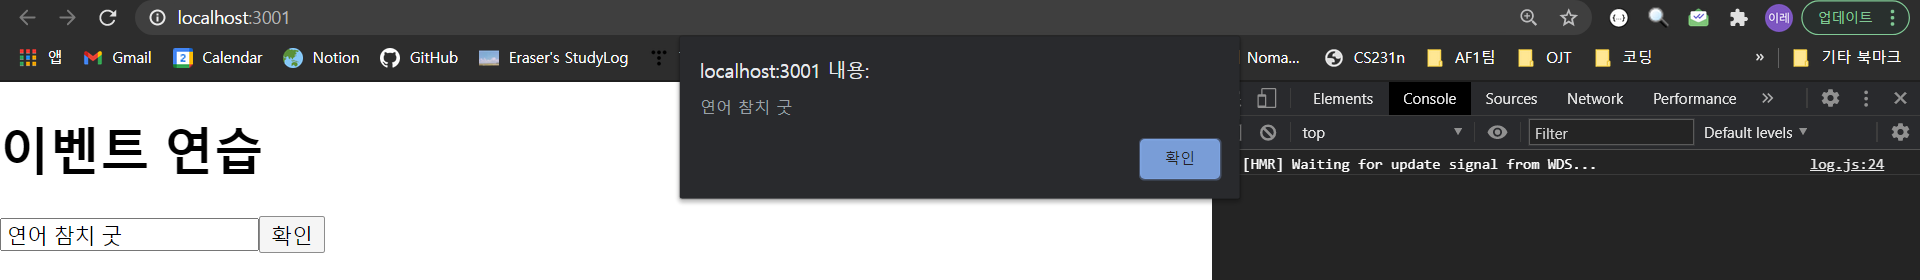 localhost:3001
이레
업데이트
앱 Gmail Calendar Notion GitHub Eraser's StudyLog Noma... CS231n AF1팀 OJT 코딩 » 기타 북마크
localhost:3001 내용:
연어 참치 굿
확인
이벤트 연습
연어 참치 굿 확인
Elements Console Sources Network Performance »
top Filter Default levels
[HMR] Waiting for update signal from WDS... log.js:24